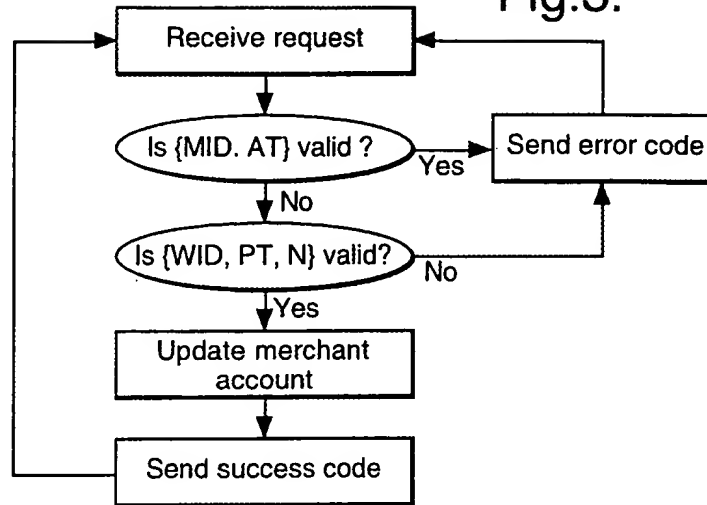 Fig.3.
Receive request
Is {MID. AT} valid ?
Yes
Send error code
No
Is {WID, PT, N} valid?
No
Yes
Update merchant
account
Send success code